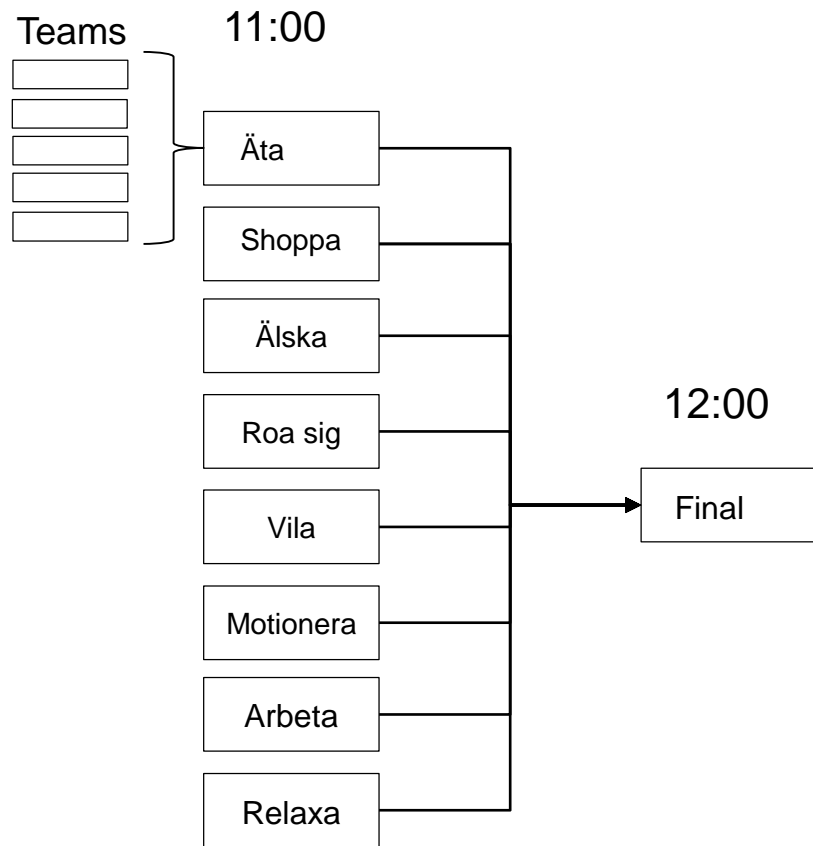 Teams
11:00
Äta
Shoppa
Älska
Roa sig
Vila
Motionera
Arbeta
Relaxa
12:00
Final